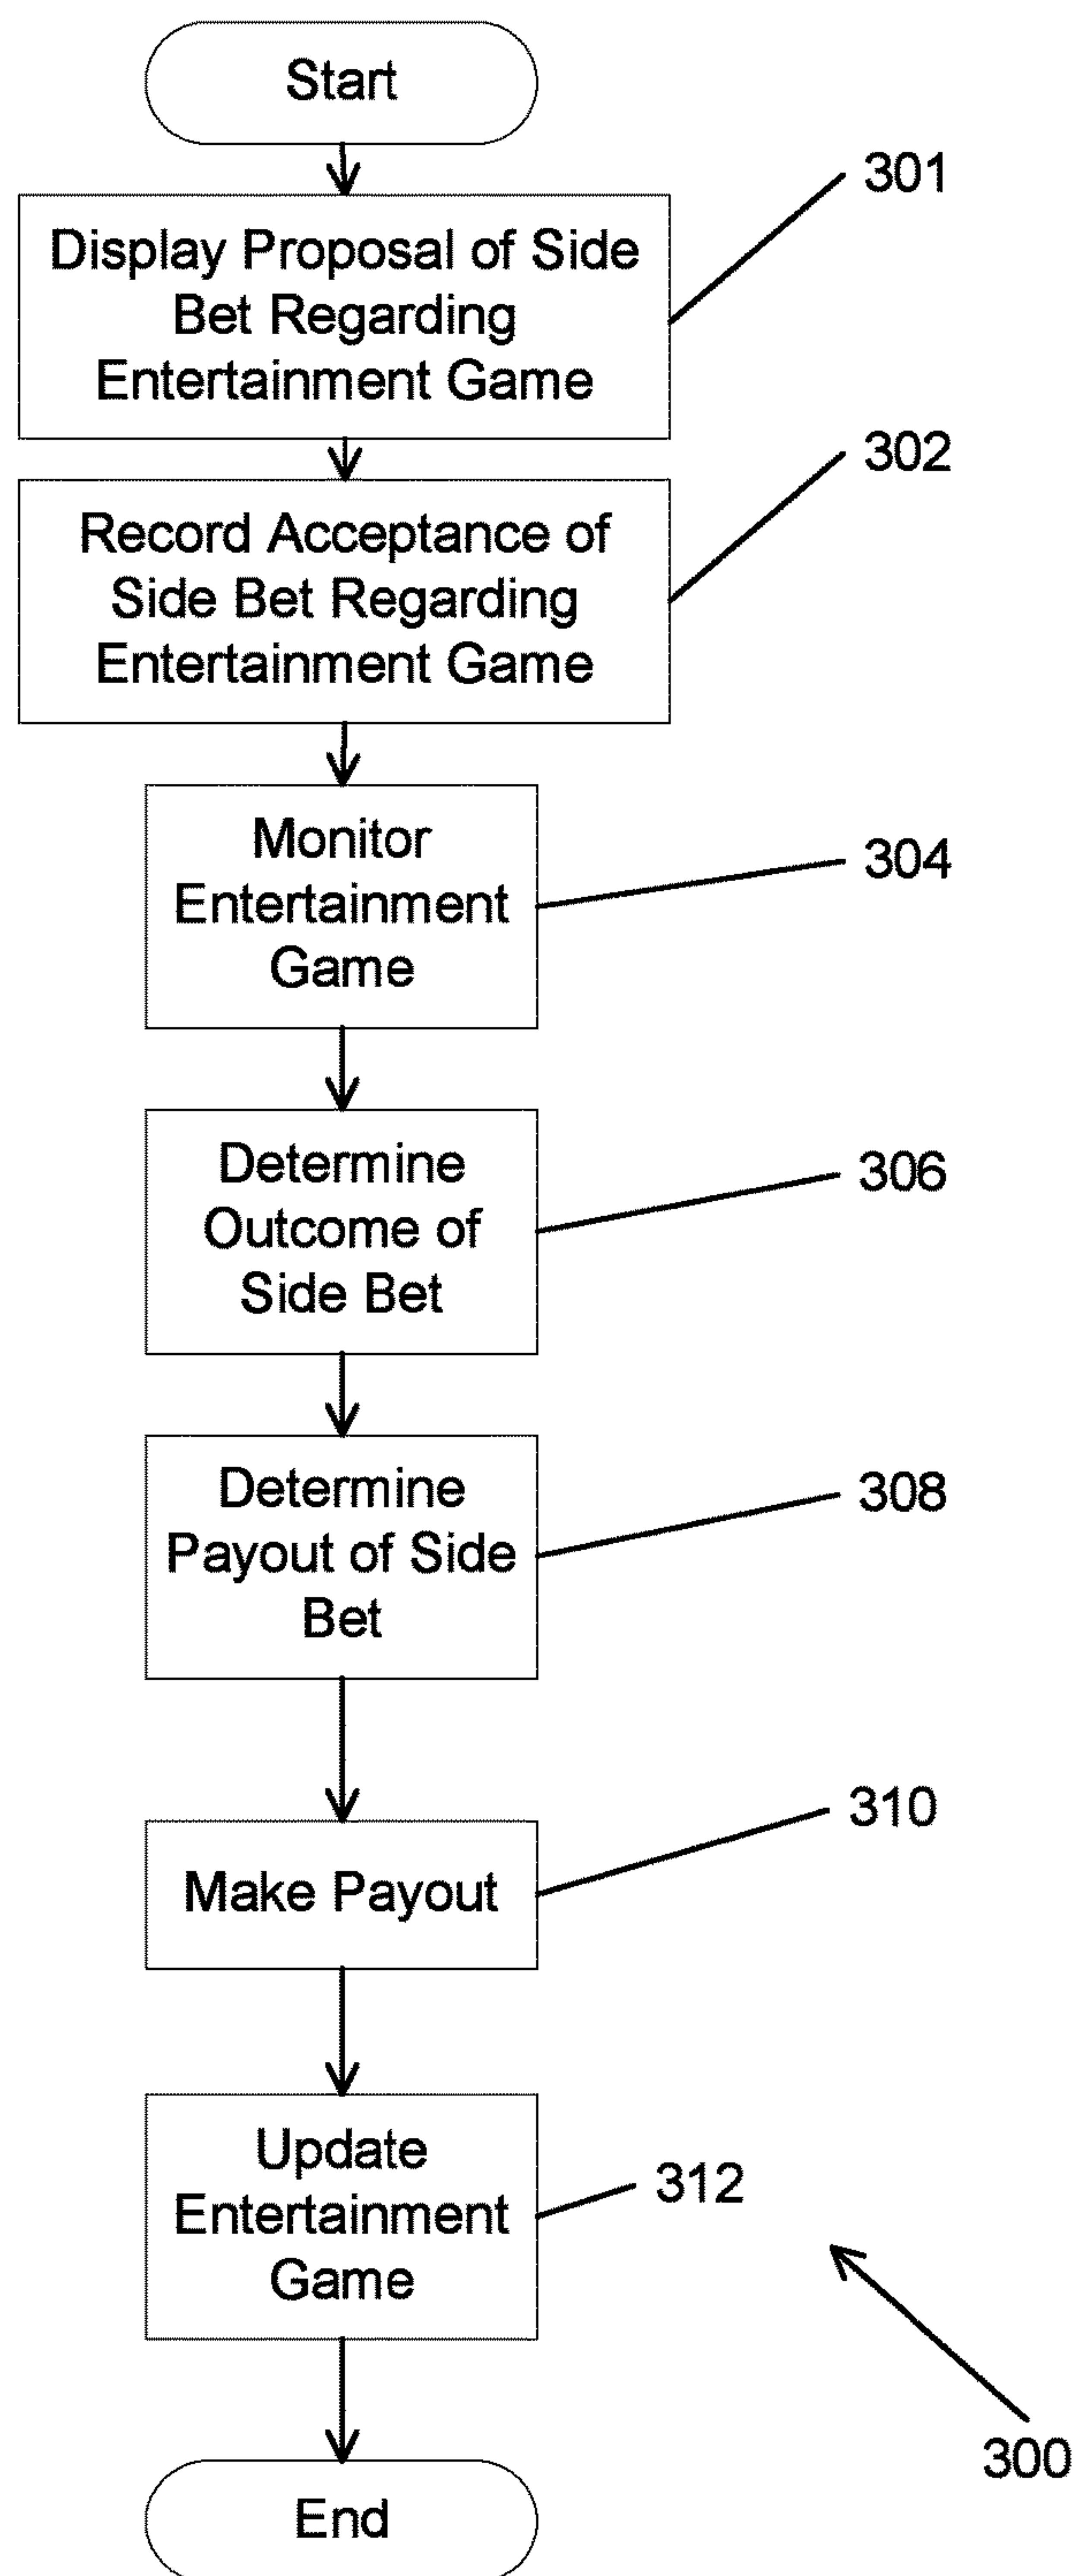 Start
301
Display Proposal of Side
Bet Regarding
Entertainment Game
302
Record Acceptance of
Side Bet Regarding
Entertainment Game
Monitor
Entertainment
Game
304
Determine
Outcome of
Side Bet
306
Determine
Payout of Side
Bet
308
Make Payout
310
Update
Entertainment
Game
312
300
End